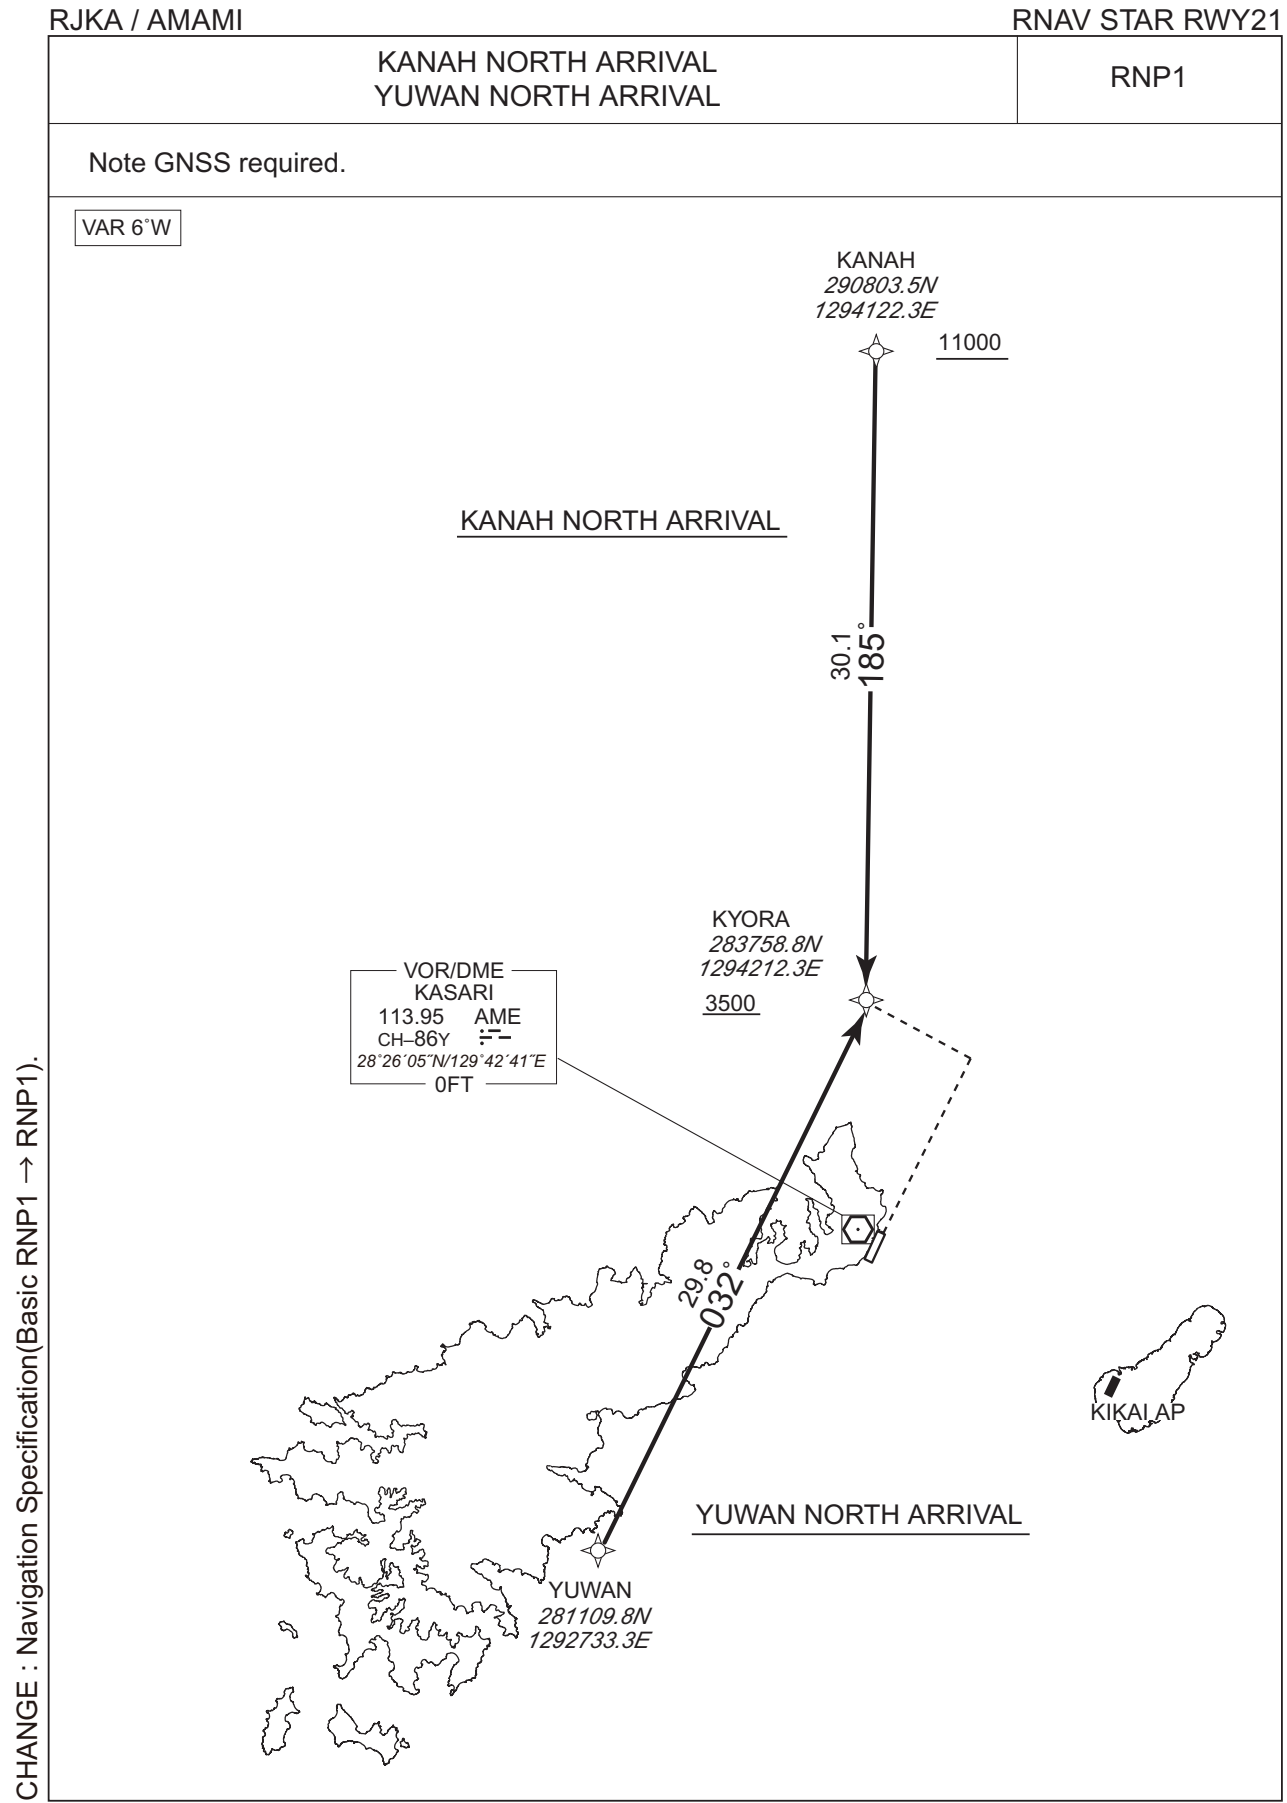 RJKA / AMAMI
RNAV STAR RWY21
KANAH NORTH ARRIVAL
YUWAN NORTH ARRIVAL
RNP1
Note GNSS required.
VAR 6˚W
KANAH
290803.5N
1294122.3E
11000
KANAH NORTH ARRIVAL
30.1
185˚
KYORA
283758.8N
1294212.3E
3500
VOR/DME
KASARI
113.95 AME
CH–86Y
28˚26´05˝N/129˚42´41˝E
0FT
29.8
032˚
KIKAI AP
YUWAN NORTH ARRIVAL
YUWAN
281109.8N
1292733.3E
CHANGE : Navigation Specification(Basic RNP1 → RNP1).